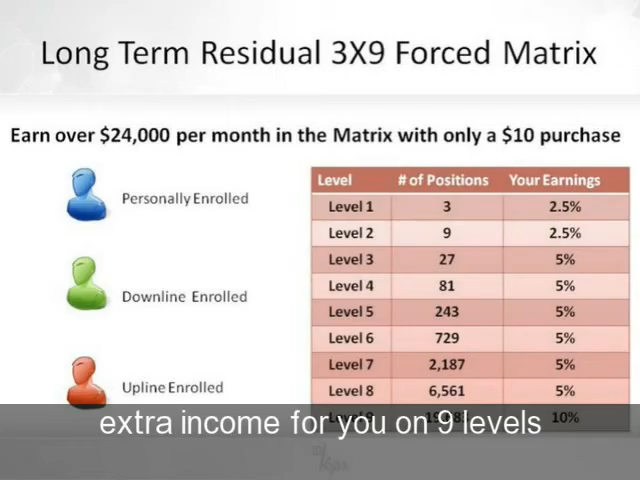 Long Term Residual 3X9 Forced Matrix
Earn over $24,000 per month in the Matrix with only a $10 purchase
Personally Enrolled
Downline Enrolled
Upline Enrolled
Level # of Positions Your Earnings
Level 1 3 2.5%
Level 2 9 2.5%
Level 3 27 5%
Level 4 81 5%
Level 5 243 5%
Level 6 729 5%
Level 7 2,187 5%
Level 8 6,561 5%
10%
extra income for you on 9 levels